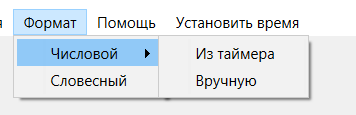 Формат Помощь Установить время
Числовой Из таймера
Словесный Вручную